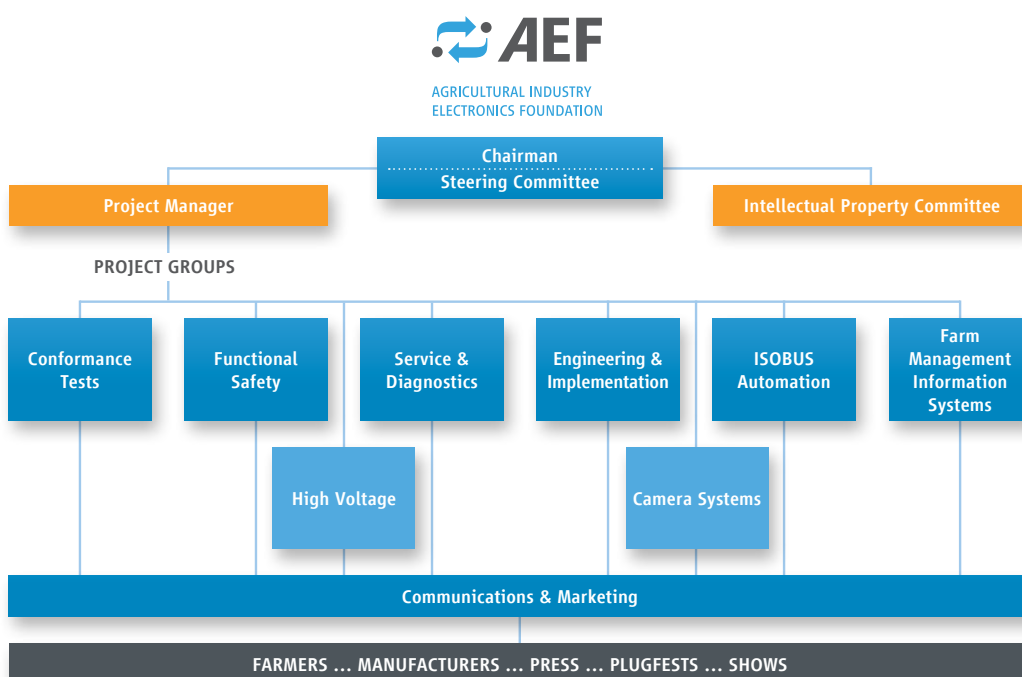 AEF
AGRICULTURAL INDUSTRY
ELECTRONICS FOUNDATION
Chairman
Steering Committee
Project Manager
Intellectual Property Committee
PROJECT GROUPS
Conformance
Tests
Functional
Safety
Service &
Diagnostics
Engineering &
Implementation
ISOBUS
Automation
Farm
Management
Information
Systems
High Voltage
Camera Systems
Communications & Marketing
FARMERS ... MANUFACTURERS ... PRESS ... PLUGFESTS ... SHOWS